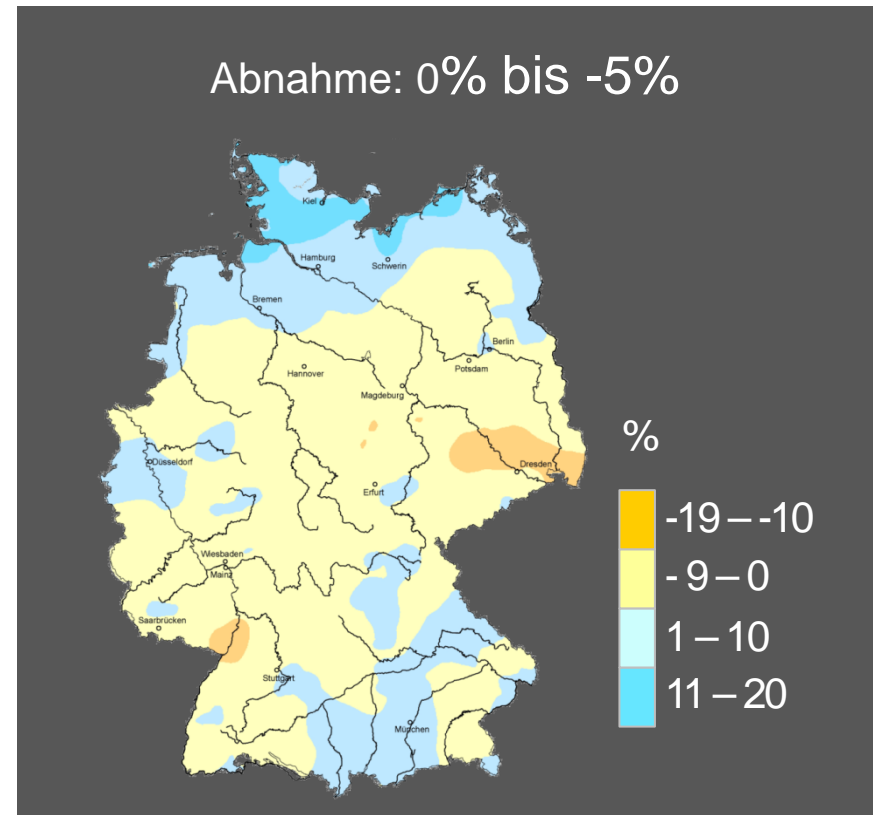 Abnahme: 0% bis -5%
Kiel
Hamburg
Schwerin
Bremen
Berlin
Potsdam
Hannover
Magdeburg
Düsseldorf
Dresden
Erfurt
Wiesbaden
Mainz
Saarbrücken
Stuttgart
München
%
-19 – -10
- 9 – 0
1 – 10
11 – 20